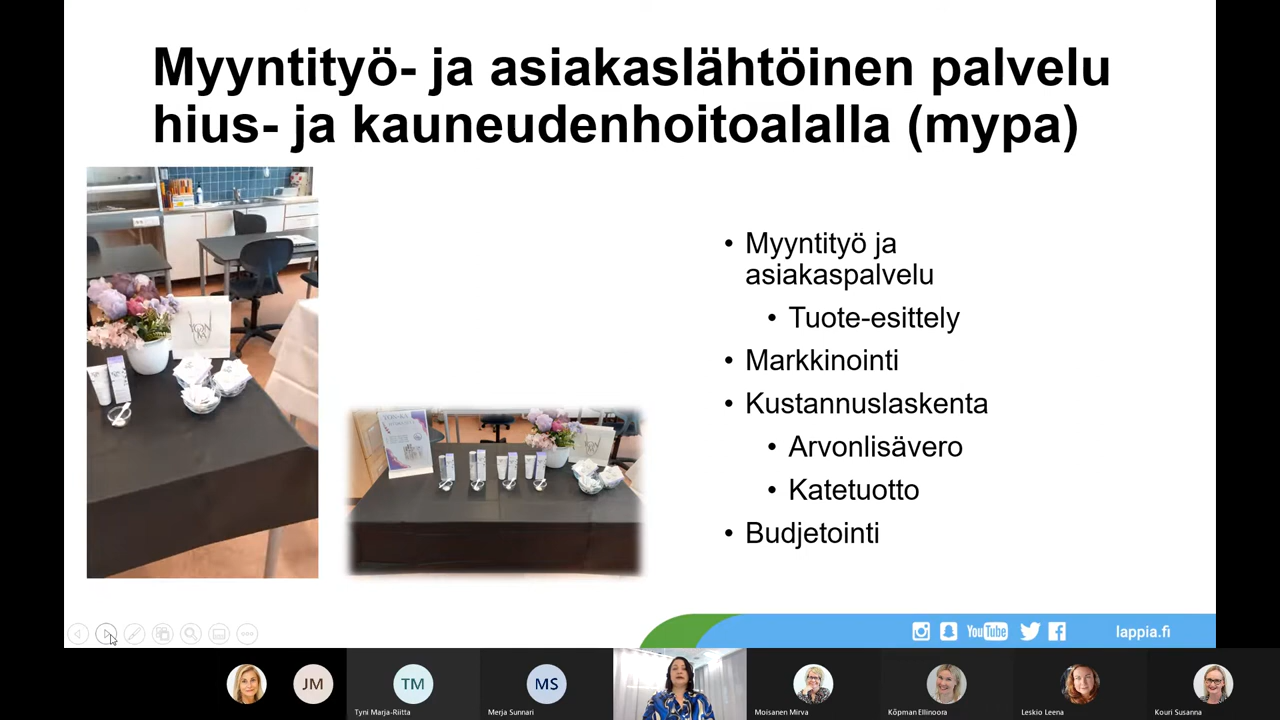 Myyntityö- ja asiakaslähtöinen palvelu
hius- ja kauneudenhoitoalalla (mypa)
• Myyntityö ja
asiakaspalvelu
• Tuote-esittely
• Markkinointi
• Kustannuslaskenta
• Arvonlisävero
• Katetuotto
• Budjetointi
YouTube
lappia.fi
JM
TM
MS
Tyni Marja-Riitta
Merja Sunnari
Moisanen Mirva
Köpman Ellinoora
Leskio Leena
Kouri Susanna